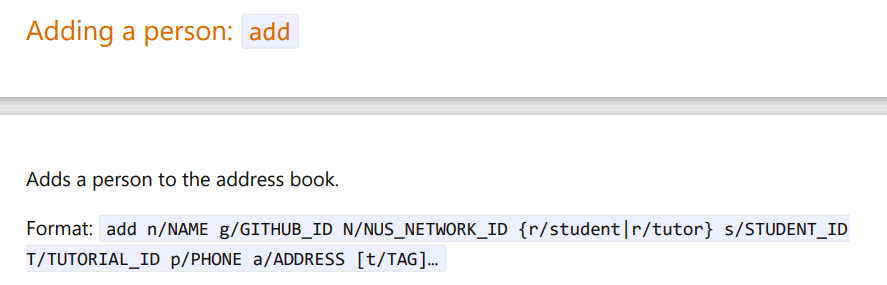 Adding a person: add
Adds a person to the address book.
Format: add n/NAME g/GITHUB_ID N/NUS_NETWORK_ID {r/student|r/tutor} s/STUDENT_ID
T/TUTORIAL_ID p/PHONE a/ADDRESS [t/TAG]…